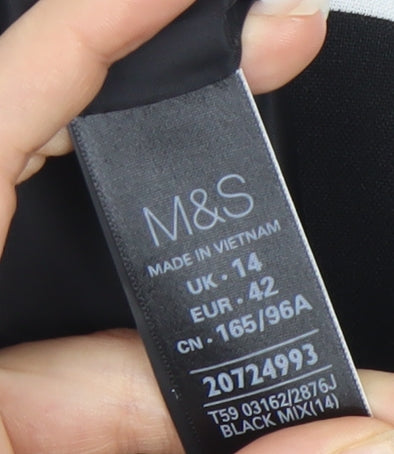 M&S
MADE IN VIETNAM
UK • 14
EUR • 42
CN • 165/96A
20724993
T59 03162/2876J
BLACK MIX(14)